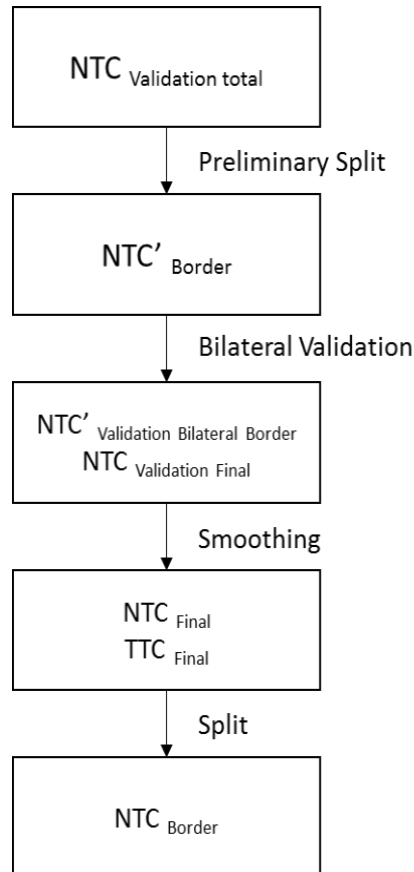 NTC Validation total
Preliminary Split
NTC’ Border
Bilateral Validation
NTC’ Validation Bilateral Border
NTC Validation Final
Smoothing
NTC Final
TTC Final
Split
NTC Border